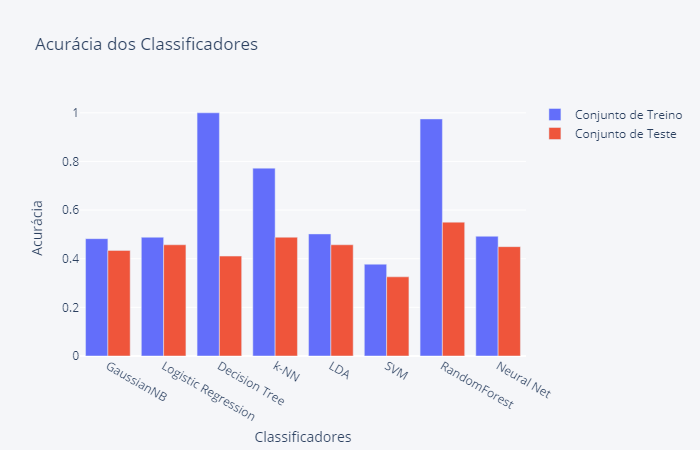 Acurácia dos Classificadores
Conjunto de Treino
Conjunto de Teste
Acurácia
1
0.8
0.6
0.4
0.2
0
GaussianNB
Logistic Regression
Decision Tree
k-NN
LDA
SVM
RandomForest
Neural Net
Classificadores